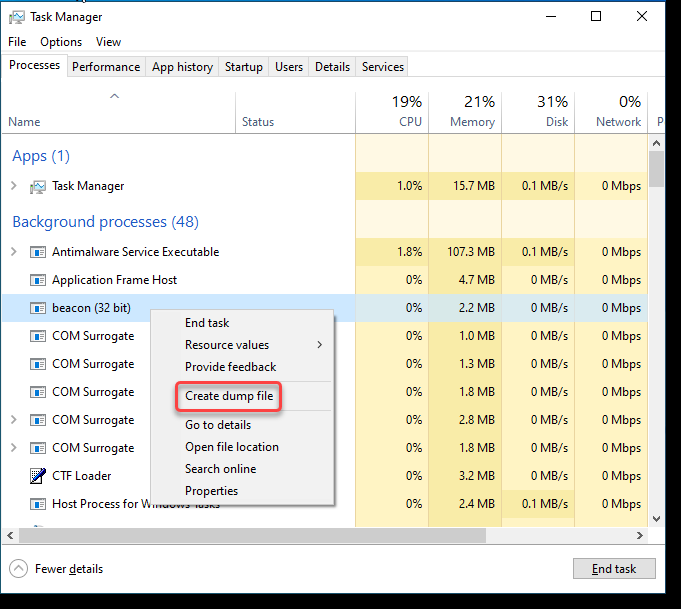 Task Manager
File Options View
Processes Performance App history Startup Users Details Services
19% 21% 31% 0%
Name Status CPU Memory Disk Network P
Apps (1)
Task Manager 1.0% 15.7 MB 0.1 MB/s 0 Mbps
Background processes (48)
Antimalware Service Executable 1.8% 107.3 MB 0.1 MB/s 0 Mbps
Application Frame Host 0% 4.7 MB 0 MB/s 0 Mbps
beacon (32 bit) 0% 2.2 MB 0 MB/s 0 Mbps
COM Surrogate 0% 1.0 MB 0 MB/s 0 Mbps
COM Surrogate 0% 1.3 MB 0 MB/s 0 Mbps
COM Surrogate 0% 1.8 MB 0 MB/s 0 Mbps
COM Surrogate 0% 2.8 MB 0 MB/s 0 Mbps
COM Surrogate 0% 1.8 MB 0 MB/s 0 Mbps
CTF Loader 0% 3.2 MB 0 MB/s 0 Mbps
Host Process for Windows Tasks 0% 2.4 MB 0.1 MB/s 0 Mbps
End task
Resource values
Provide feedback
Create dump file
Go to details
Open file location
Search online
Properties
Fewer details
End task